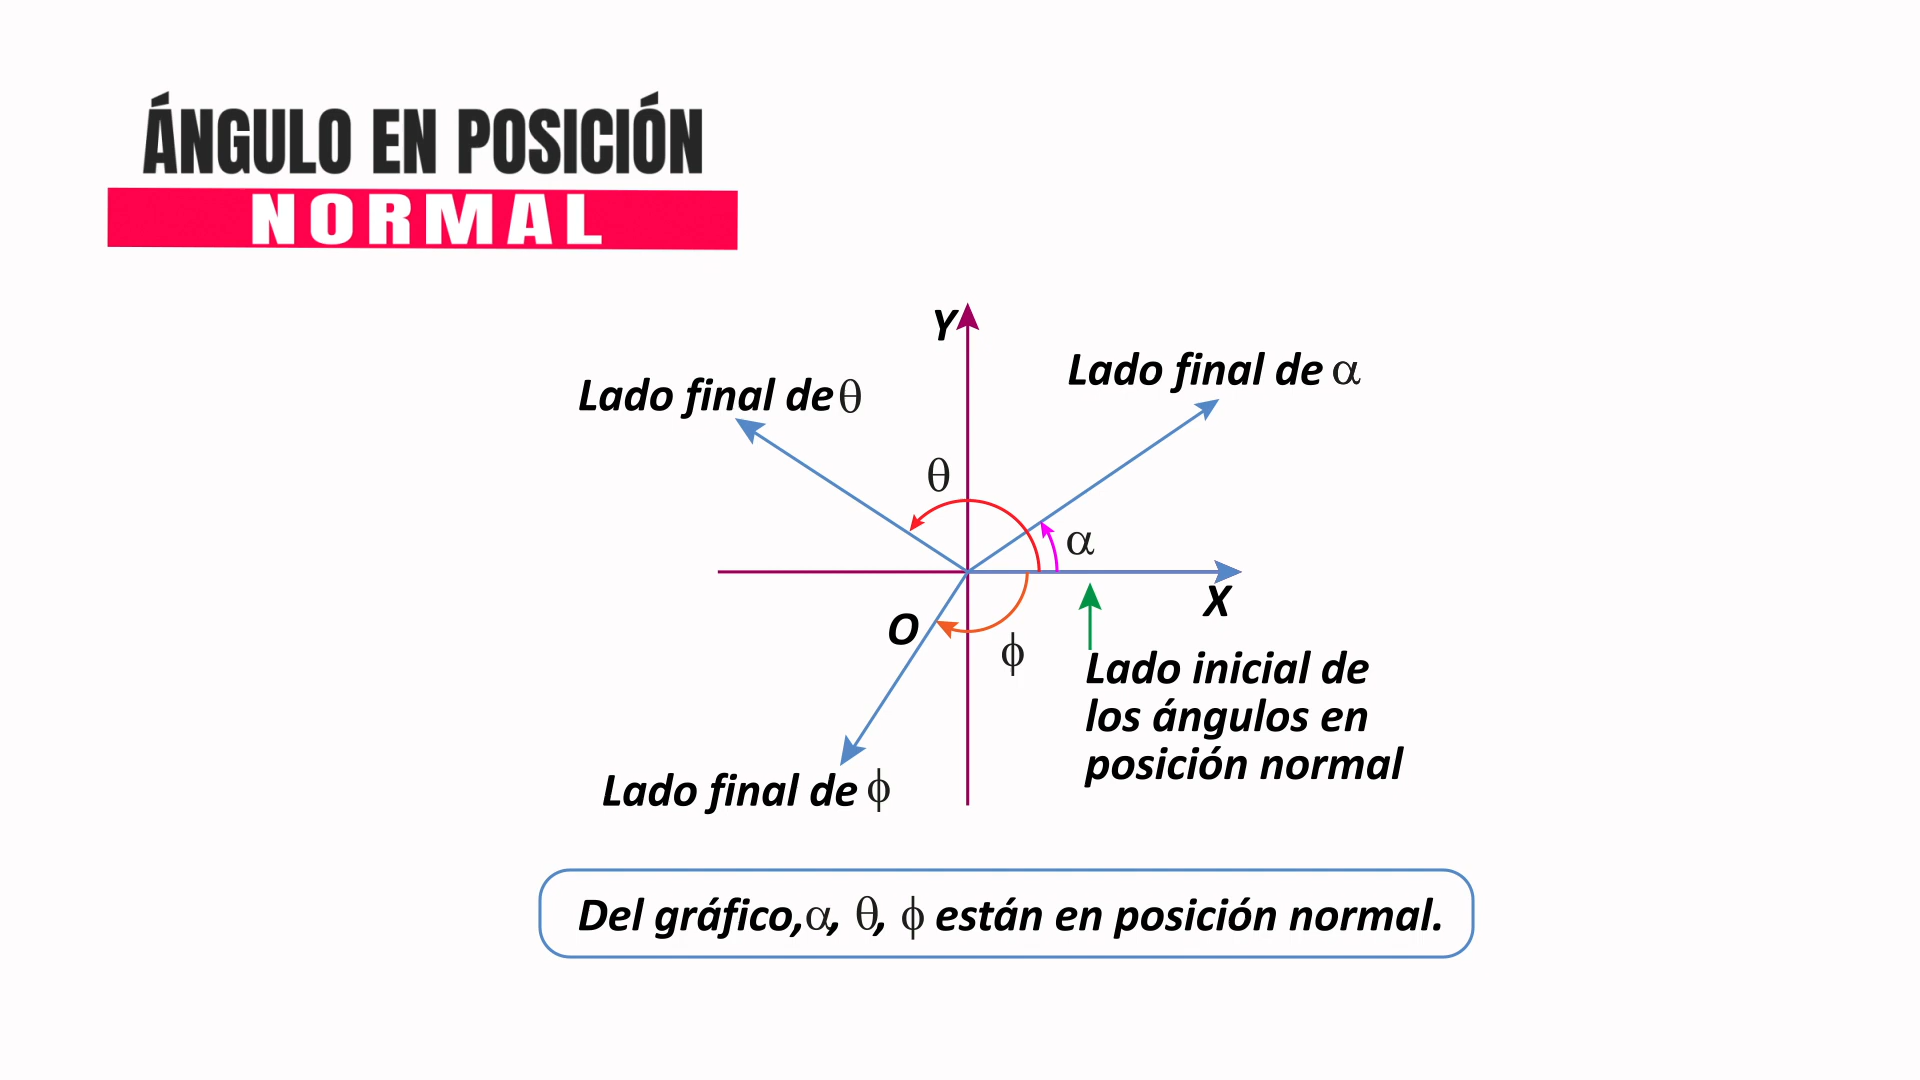 ÁNGULO EN POSICIÓN
NORMAL
Y
Lado final de α
Lado final de θ
θ
α
X
O
ϕ
Lado inicial de
los ángulos en
posición normal
Lado final de ϕ
Del gráfico,α, θ, ϕ están en posición normal.